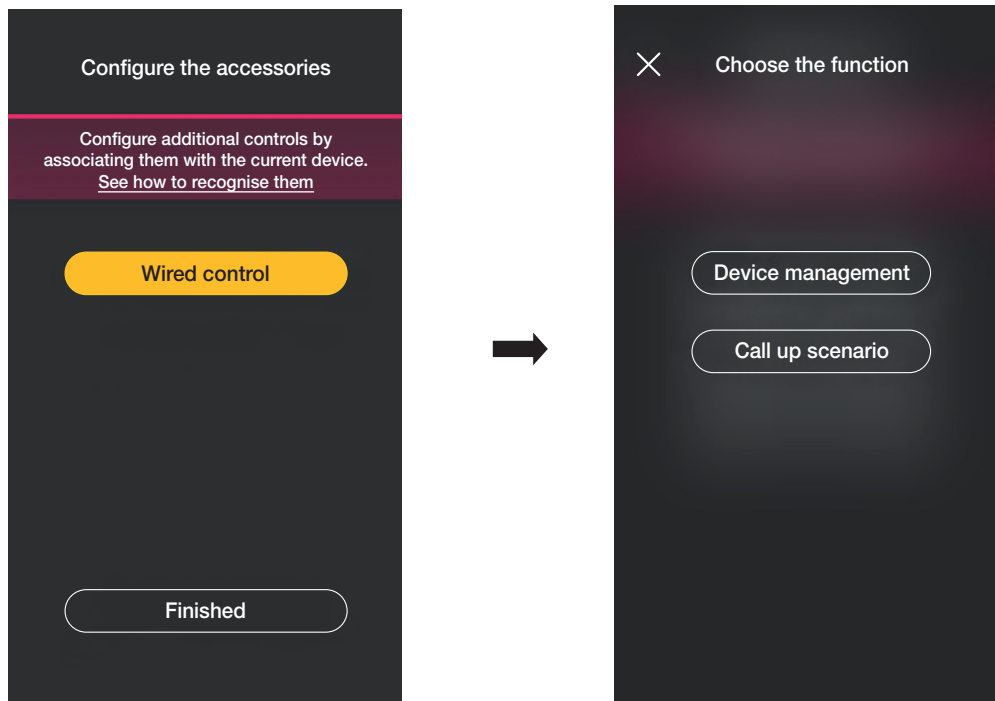 Configure the accessories
Configure additional controls by
associating them with the current device.
See how to recognise them
Wired control
Finished
Choose the function
Device management
Call up scenario